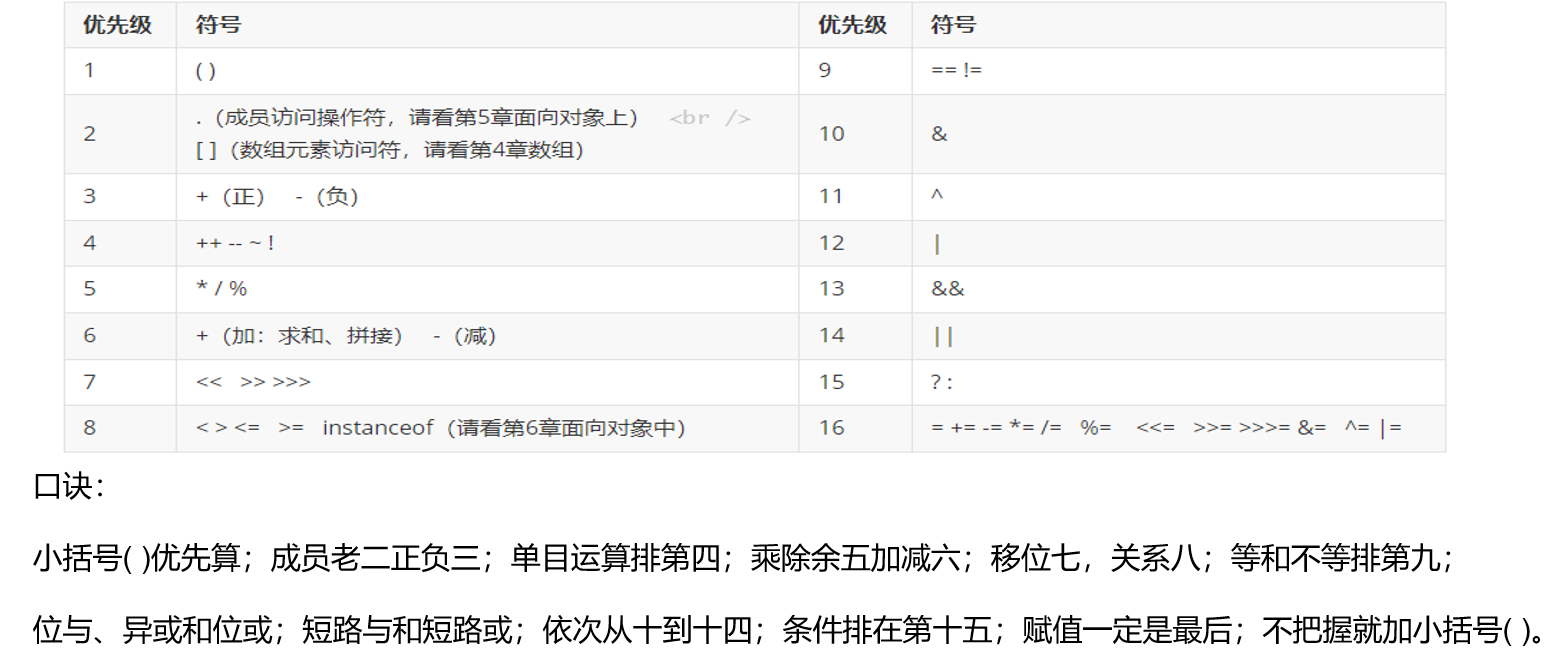 优先级 符号 优先级 符号
1 ( ) 9 == !=
2 .（成员访问操作符，请看第5章面向对象上） <br />
[ ]（数组元素访问符，请看第4章数组） 10 &
3 +（正） -（负） 11 ^
4 ++ -- ~ ! 12 |
5 * / % 13 &&
6 +（加：求和、拼接） -（减） 14 ||
7 << >> >>> 15 ? :
8 < > <= >= instanceof（请看第6章面向对象中） 16 = += -= *= /= %= <<= >>= >>>= &= ^= |=
口诀：
小括号( )优先算；成员老二正负三；单目运算排第四；乘除余五加减六；移位七，关系八；等和不等排第九；
位与、异或和位或；短路与和短路或；依次从十到十四；条件排在第十五；赋值一定是最后；不把握就加小括号( )。